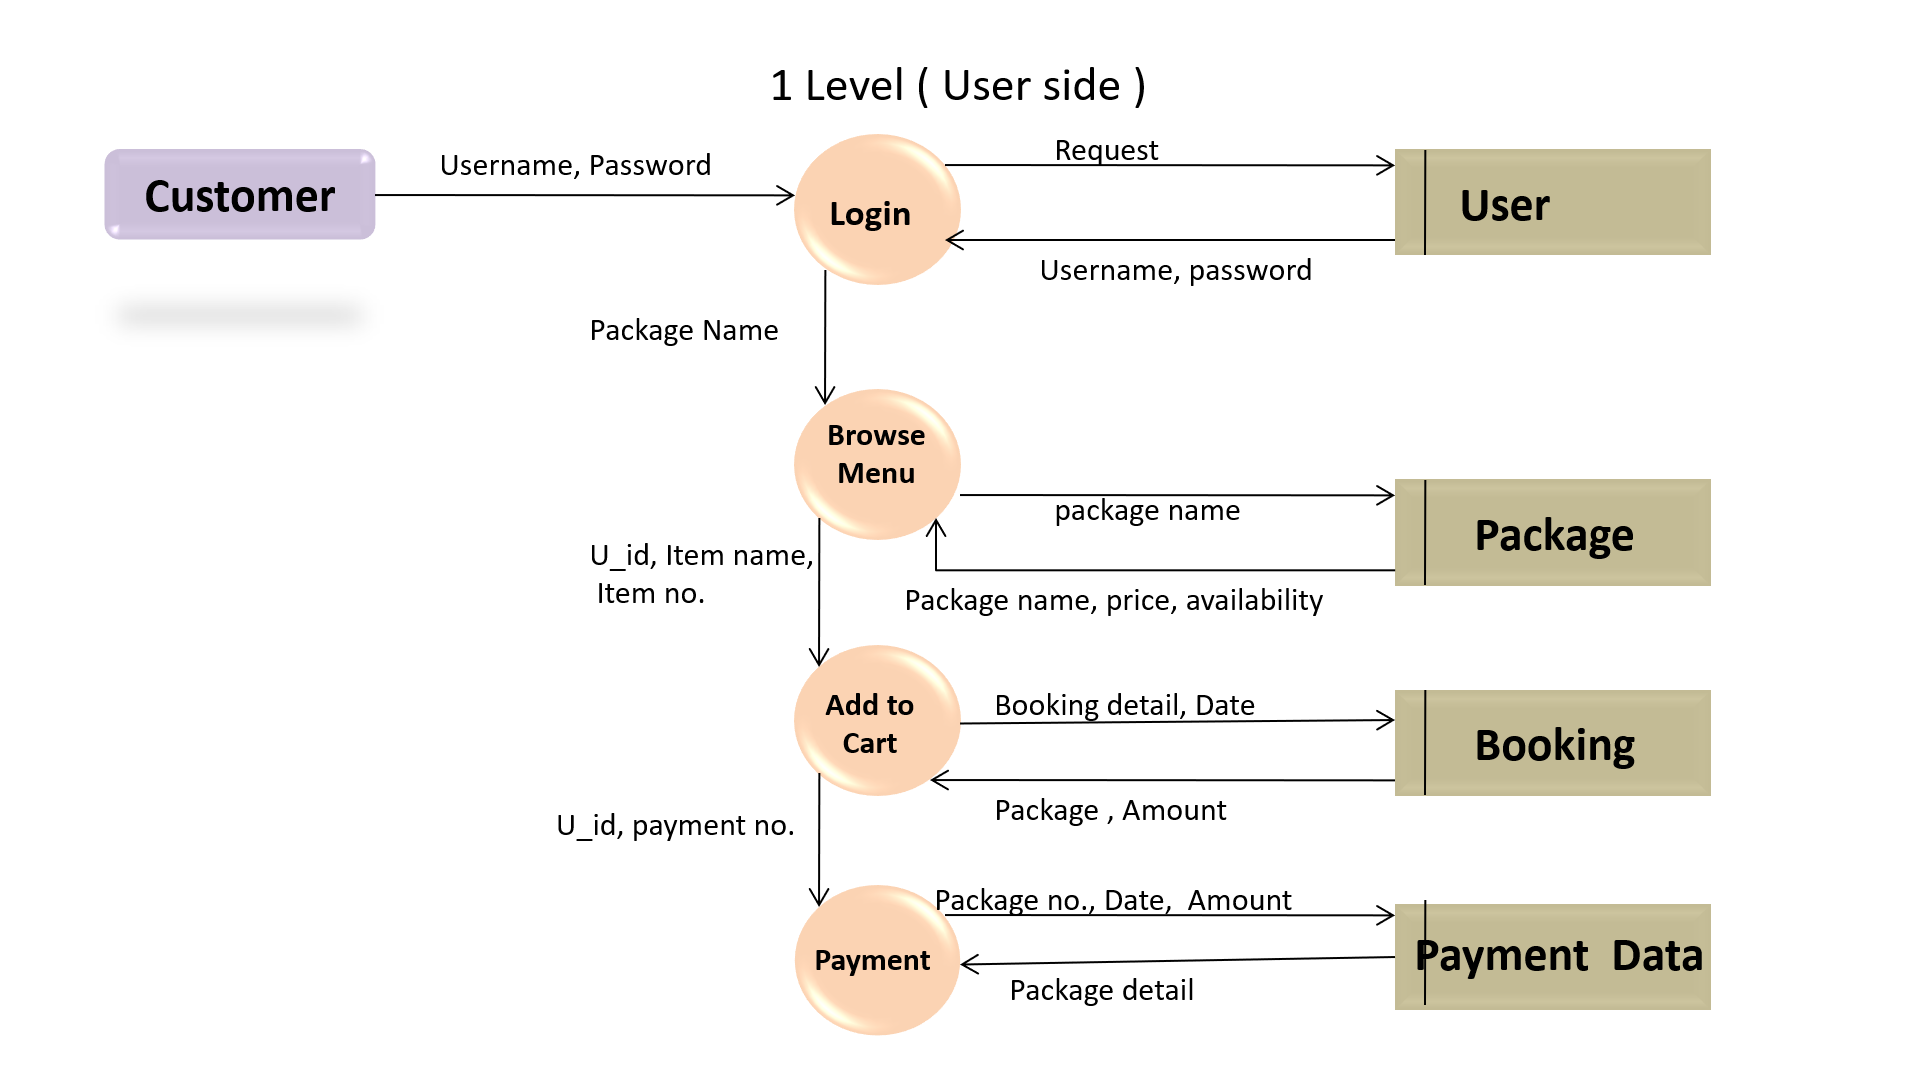 1 Level ( User side )
Customer
Username, Password
Login
Request
User
Username, password
Package Name
Browse
Menu
package name
Package
U_id, Item name,
Item no.
Package name, price, availability
Add to
Cart
Booking detail, Date
Booking
Package , Amount
U_id, payment no.
Package no., Date,  Amount
Payment
Payment  Data
Package detail